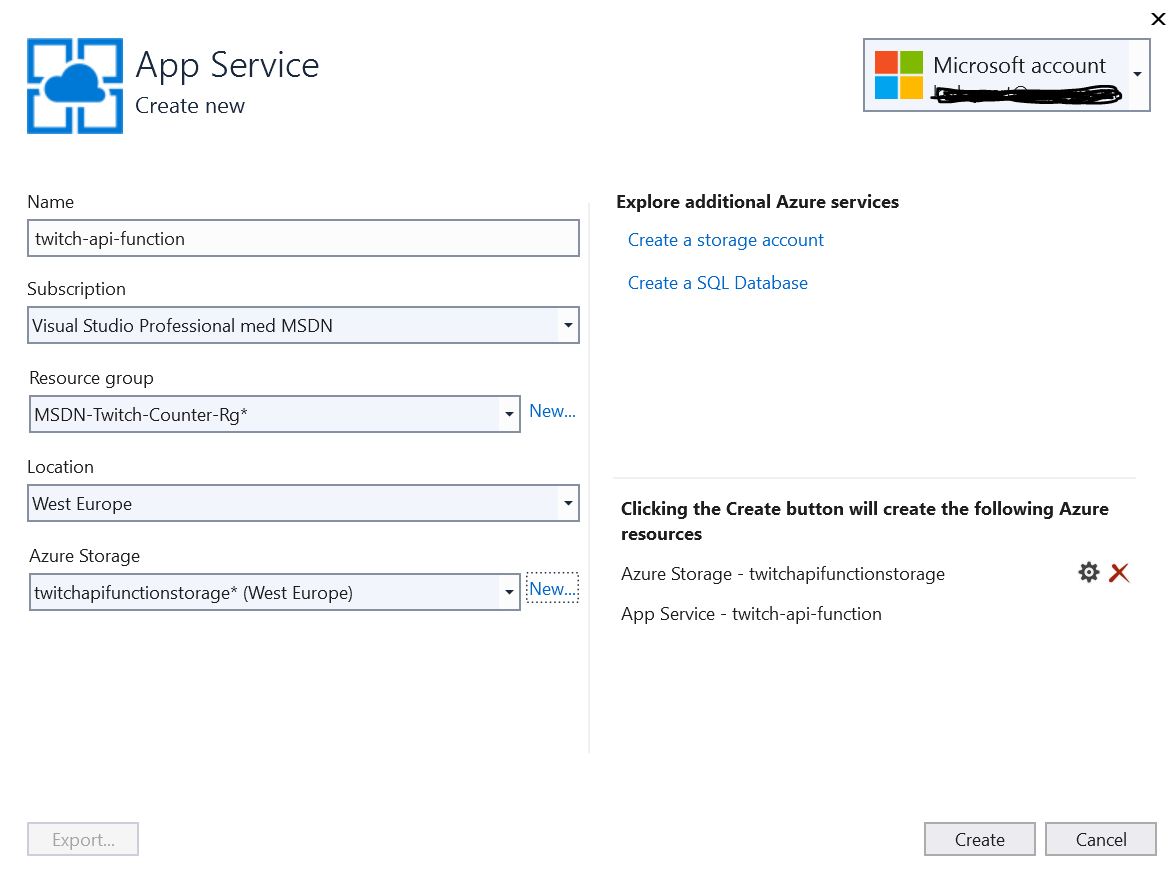 App Service
Create new
Microsoft account
Name
twitch-api-function
Subscription
Visual Studio Professional med MSDN
Resource group
MSDN-Twitch-Counter-Rg*
New...
Location
West Europe
Azure Storage
twitchapifunctionstorage* (West Europe)
New...
Explore additional Azure services
Create a storage account
Create a SQL Database
Clicking the Create button will create the following Azure
resources
Azure Storage - twitchapifunctionstorage
App Service - twitch-api-function
Export...
Create
Cancel